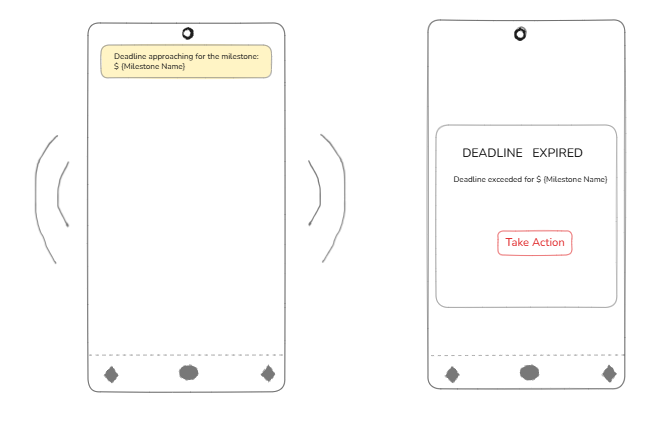 Deadline approaching for the milestone:
$ {Milestone Name}
DEADLINE EXPIRED
Deadline exceeded for $ {Milestone Name}
Take Action